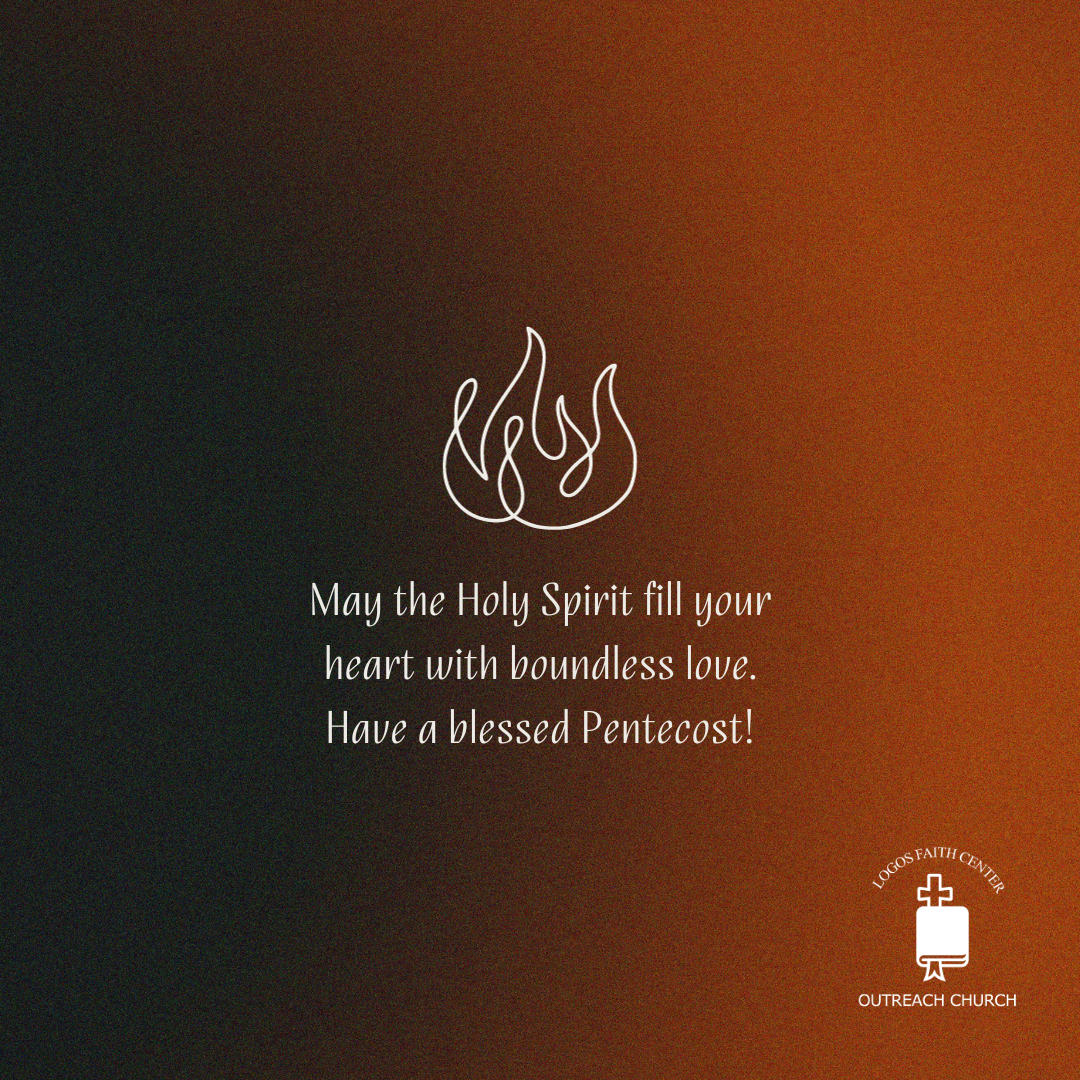 May the Holy Spirit fill your
heart with boundless love.
Have a blessed Pentecost!
LOGOS FAITH CENTER
OUTREACH CHURCH